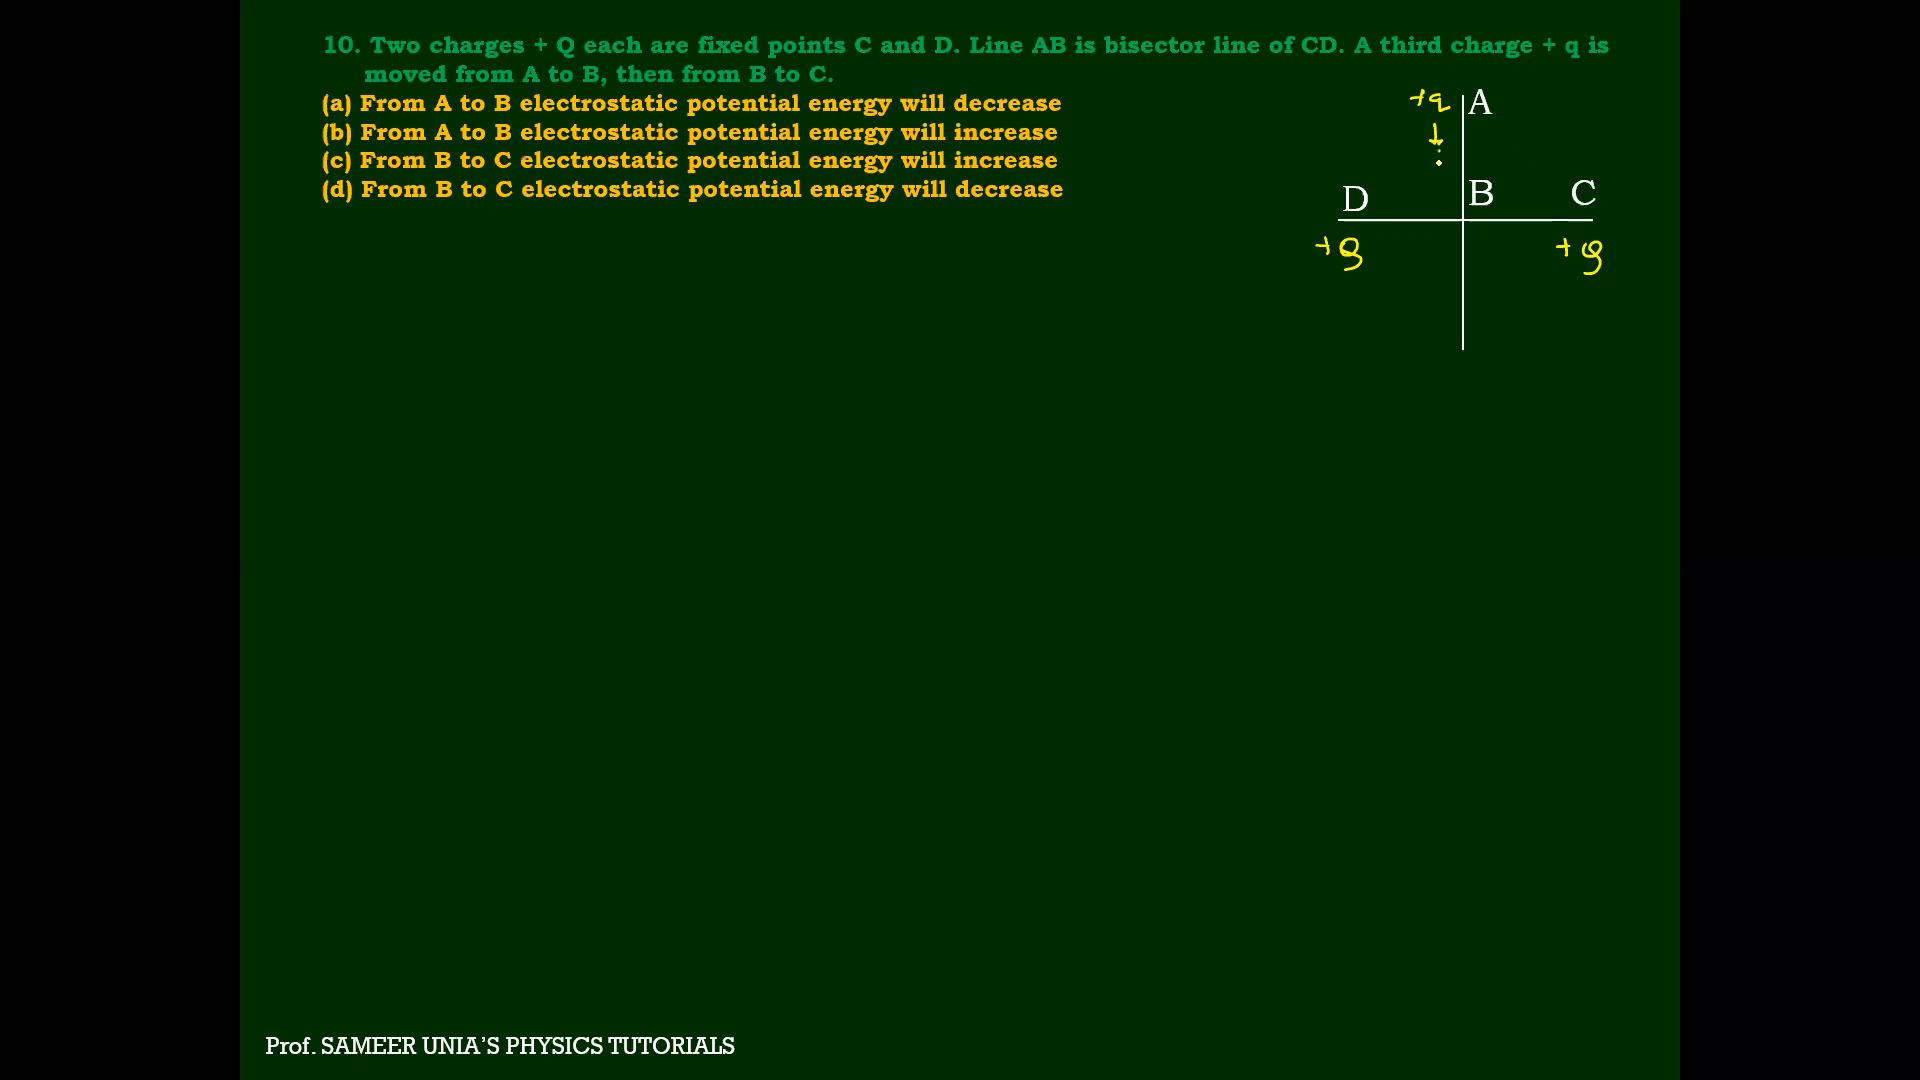 10. Two charges + Q each are fixed points C and D. Line AB is bisector line of CD. A third charge + q is
moved from A to B, then from B to C.
(a) From A to B electrostatic potential energy will decrease
(b) From A to B electrostatic potential energy will increase
(c) From B to C electrostatic potential energy will increase
(d) From B to C electrostatic potential energy will decrease
+q A
D B C
+Q +Q
Prof. SAMEER UNIA'S PHYSICS TUTORIALS